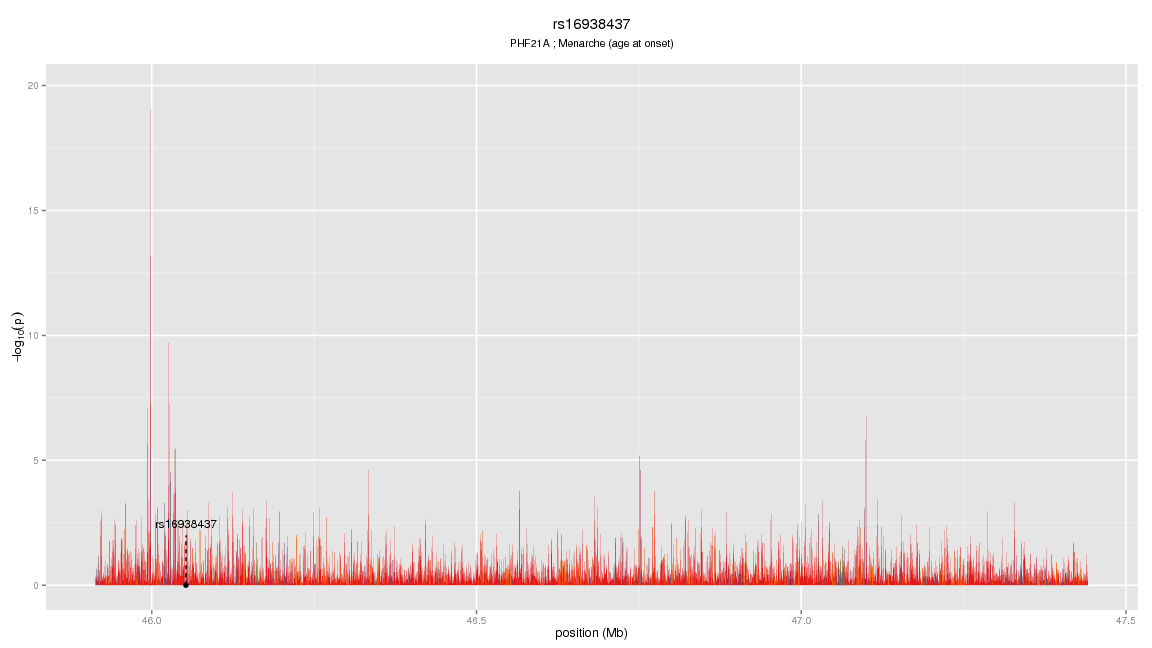 rs16938437
PHF21A ; Menarche (age at onset)
20
15
10
5
0
−log10(p)
rs16938437
46.0
46.5
47.0
47.5
position (Mb)